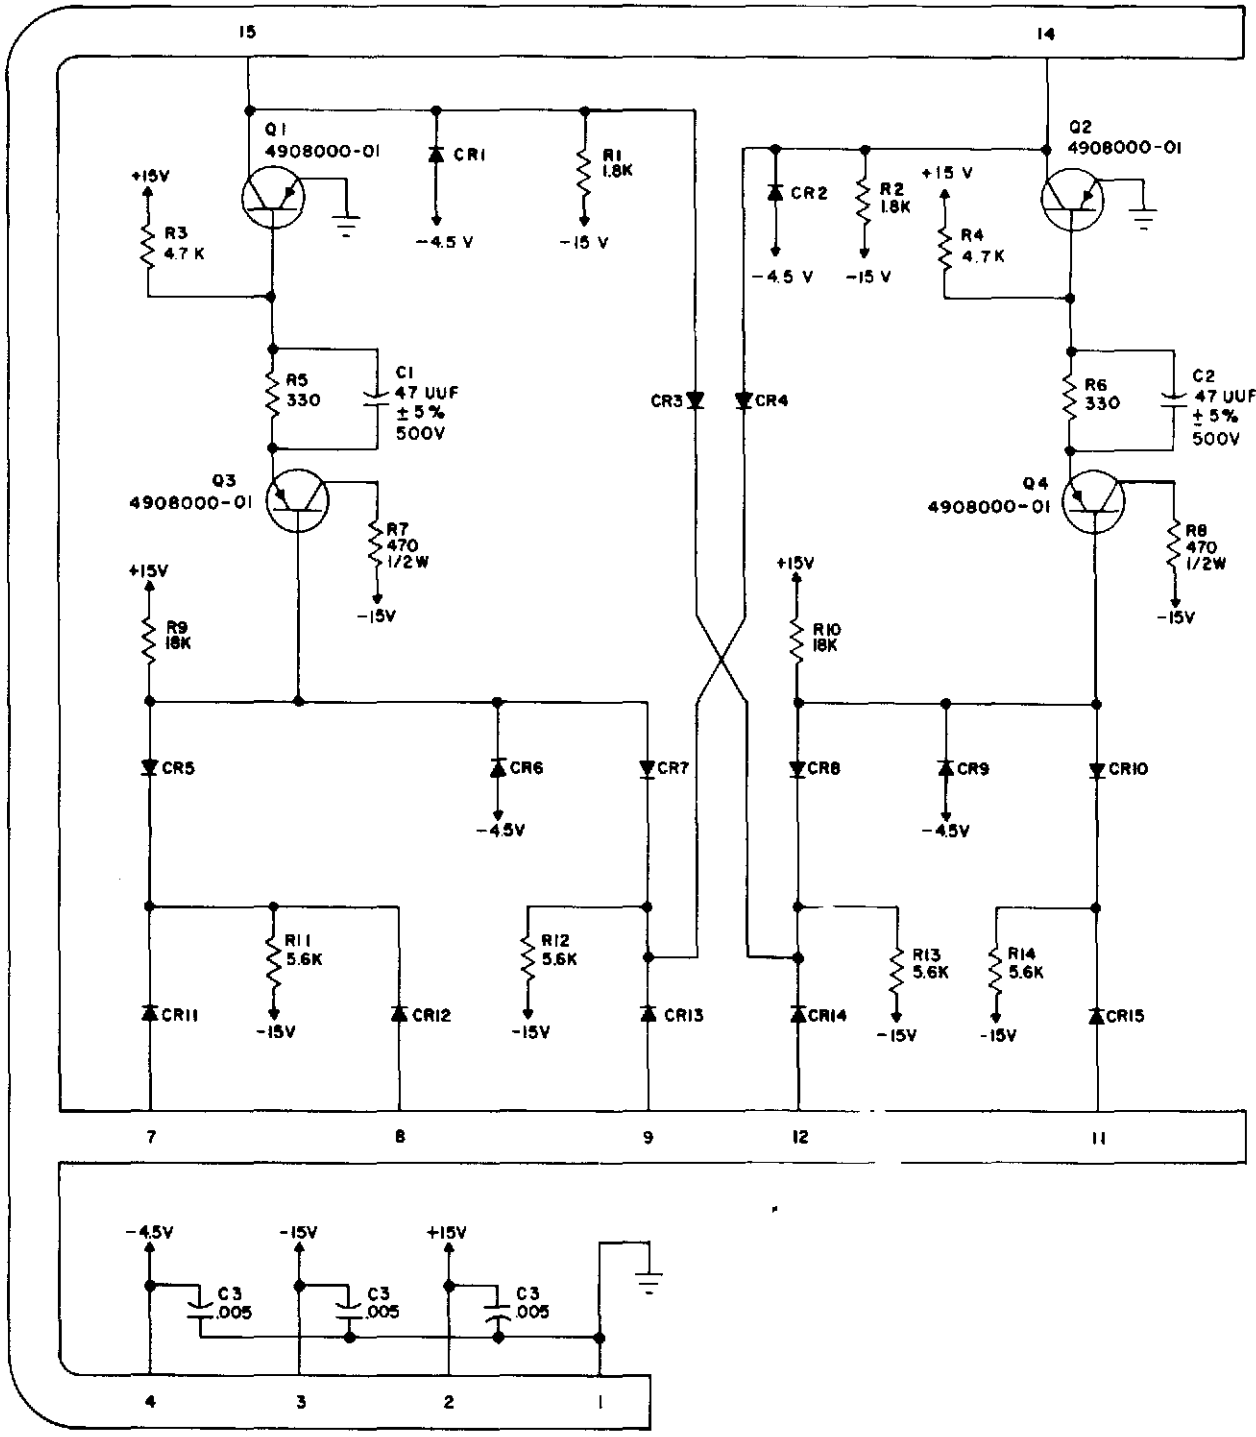 15
14
Q1
4908000-01
CR1
R1
1.8K
+15V
R3
4.7 K
-4.5 V
-15 V
Q2
4908000-01
CR2
R2
1.8K
+15 V
R4
4.7K
-4.5 V
-15 V
R5
330
C1
47 UUF
± 5%
500V
CR3
CR4
R6
330
C2
47 UUF
± 5%
500V
Q3
4908000-01
R7
470
1/2W
-15V
Q4
4908000-01
R8
470
1/2W
-15V
+15V
R9
18K
+15V
R10
18K
CR5
CR6
-4.5V
CR7
CR8
CR9
-4.5V
CR10
R11
5.6K
-15V
R12
5.6K
-15V
R13
5.6K
-15V
R14
5.6K
-15V
CR11
CR12
CR13
CR14
CR15
7
8
9
12
11
-4.5V
-15V
+15V
C3
.005
C3
.005
C3
.005
4
3
2
1